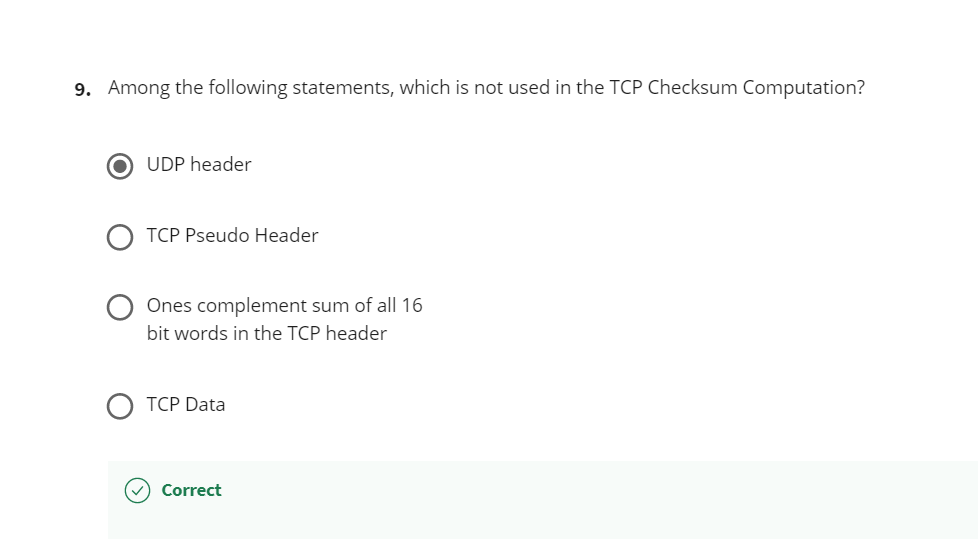 9. Among the following statements, which is not used in the TCP Checksum Computation?
UDP header
TCP Pseudo Header
Ones complement sum of all 16
bit words in the TCP header
TCP Data
Correct